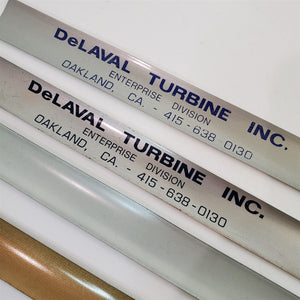 DeLAVAL TURBINE INC.
ENTERPRISE DIVISION
OAKLAND, CA. - 415-638-0130
DeLAVAL TURBINE INC.
ENTERPRISE DIVISION
OAKLAND, CA. - 415-638-0130